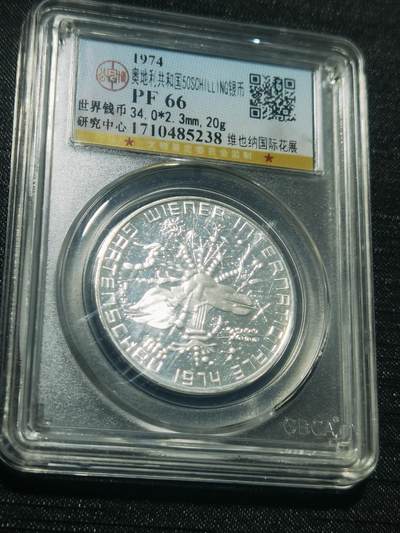 1974
奥地利共和国50SCHILLING银币
PF 66
世界钱币 34.0*2.3mm,20g
研究中心 1710485238 维也纳国际花展
WIENER INTERNATIONALE
GARTENSCHAU 1974
GBCA